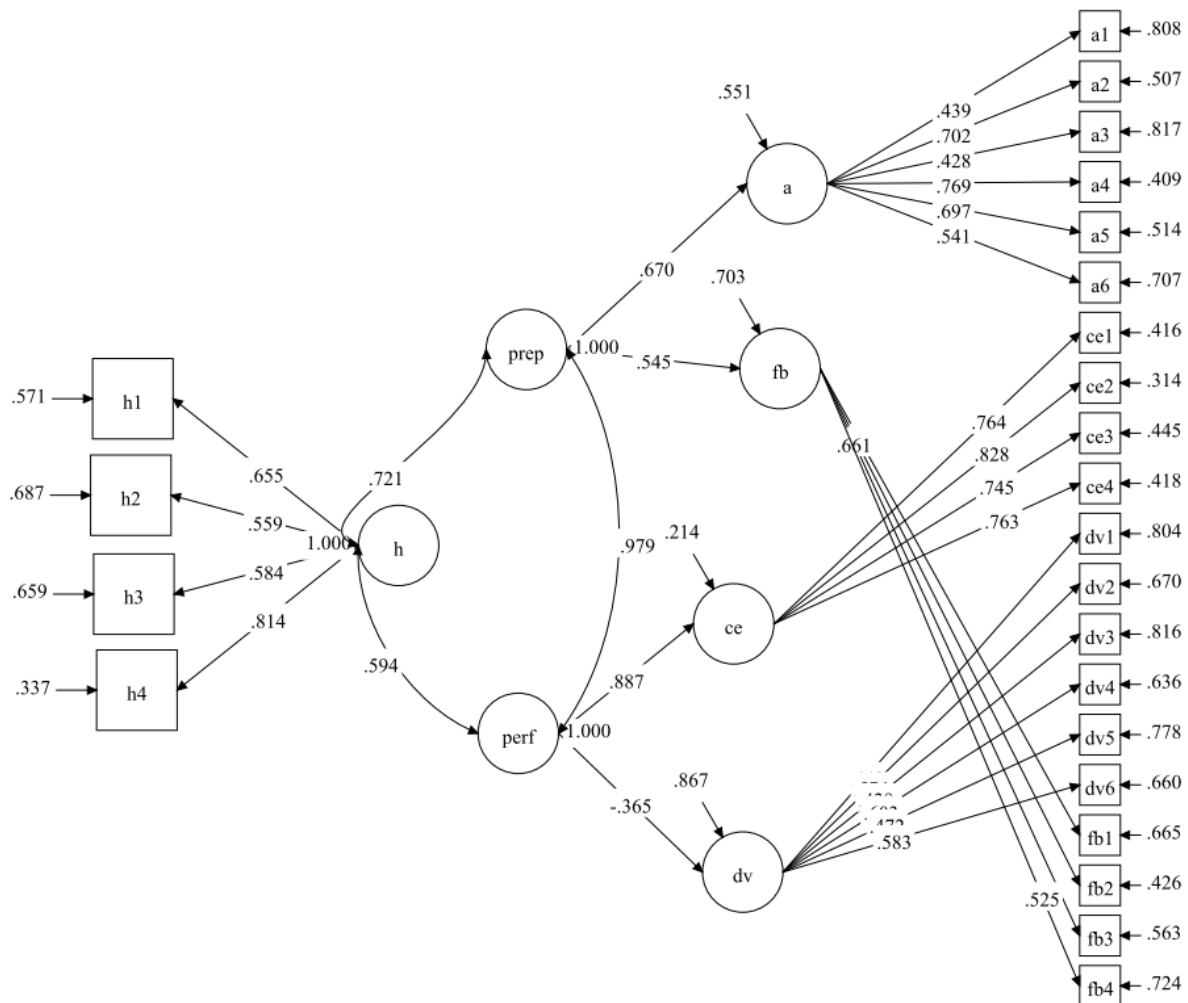 a1 .808
a2 .507
.551
.439
a3 .817
.702
.428
a a4 .409
.769
.697
a5 .514
.541
.670
a6 .707
.703
ce1 .416
prep 1.000
.545
fb
ce2 .314
.571 h1
.764
ce3 .445
.661
.828
.655
.721
ce4 .418
.745
.687 h2
.763
.559
dv1 .804
.214
1.000 h
.979
.584
dv2 .670
.659 h3
.814
ce
dv3 .816
.594
.887
dv4 .636
.337 h4
perf 1.000
dv5 .778
.867
dv6 .660
-.365
.583
fb1 .665
dv
fb2 .426
.525
fb3 .563
fb4 .724